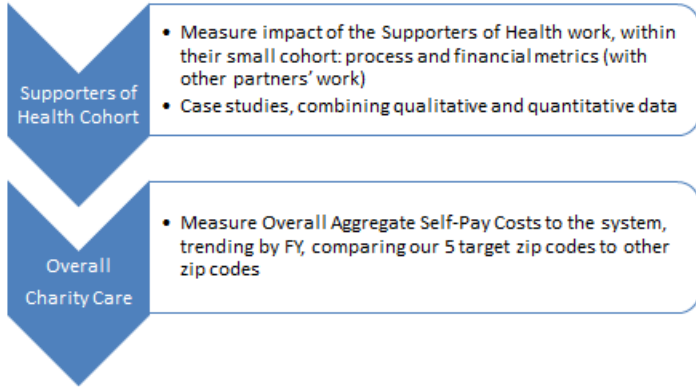 Supporters of
Health Cohort
• Measure impact of the Supporters of Health work, within
their small cohort: process and financial metrics (with
other partners' work)
• Case studies, combining qualitative and quantitative data
Overall
Charity Care
• Measure Overall Aggregate Self-Pay Costs to the system,
trending by FY, comparing our 5 target zip codes to other
zip codes